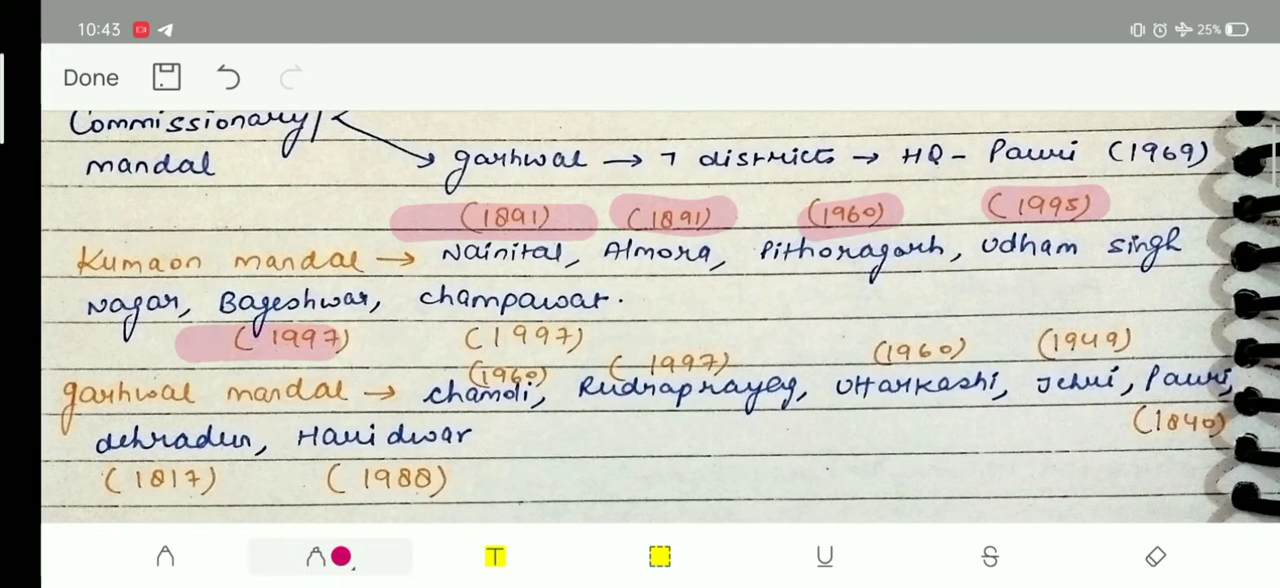 10:43
25%
Done
Commissionary/
mandal → garhwal → 7 districts → HQ - Pauri (1969)
(1891) (1891) (1960) (1995)
Kumaon mandal → Nainital, Almora, Pithoragarh, Udham singh
nagar, Bageshwar, champawat.
(1997) (1997)
(1960) (1997) (1960) (1949)
garhwal mandal → chamoli, Rudraprayag, Uttarkashi, Tehri, Pauri,
(1840)
dehradun, Haridwar
(1817) (1988)
T
U
S